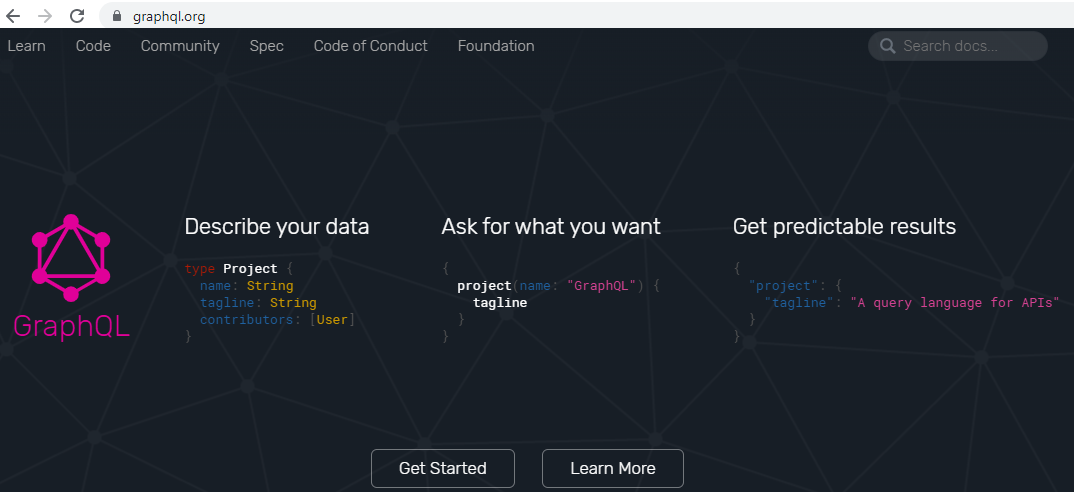 graphql.org
Learn Code Community Spec Code of Conduct Foundation Search docs...
GraphQL
Describe your data
type Project {
  name: String
  tagline: String
  contributors: [User]
}
Ask for what you want
{
  project(name: "GraphQL") {
    tagline
  }
}
Get predictable results
{
  "project": {
    "tagline": "A query language for APIs"
  }
}
Get Started
Learn More